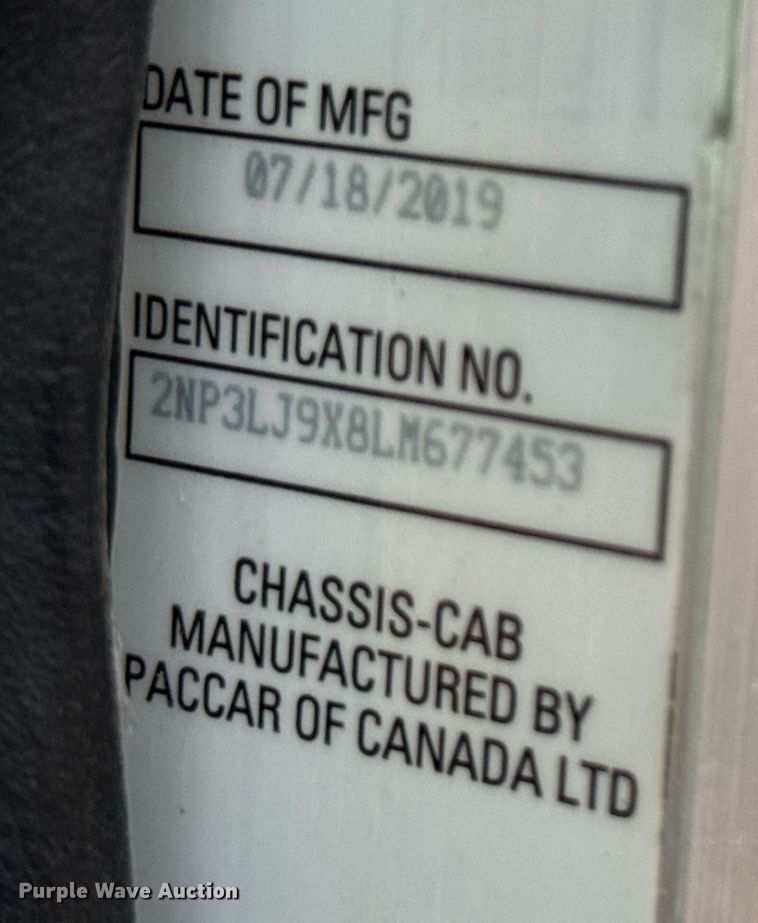 DATE OF MFG
07/18/2019
IDENTIFICATION NO.
2NP3LJ9X8LM677453
CHASSIS-CAB
MANUFACTURED BY
PACCAR OF CANADA LTD
Purple Wave Auction